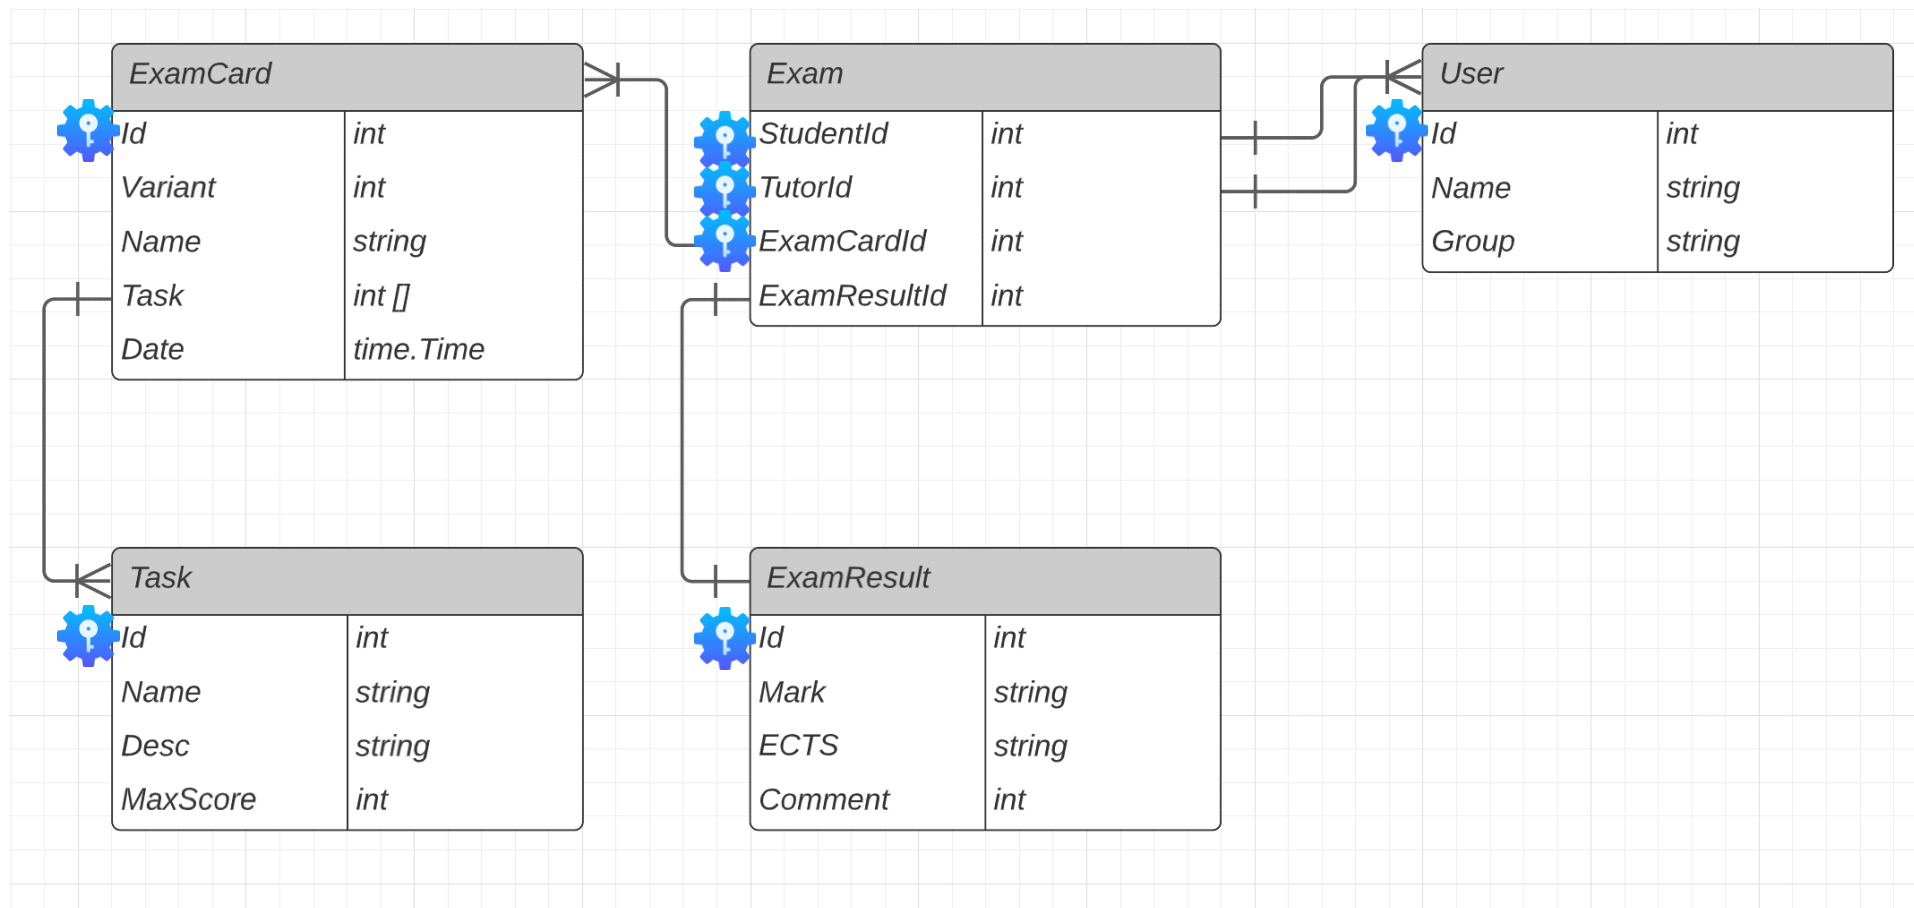 ExamCard
Id int
Variant int
Name string
Task int []
Date time.Time
Exam
StudentId int
TutorId int
ExamCardId int
ExamResultId int
User
Id int
Name string
Group string
Task
Id int
Name string
Desc string
MaxScore int
ExamResult
Id int
Mark string
ECTS string
Comment int